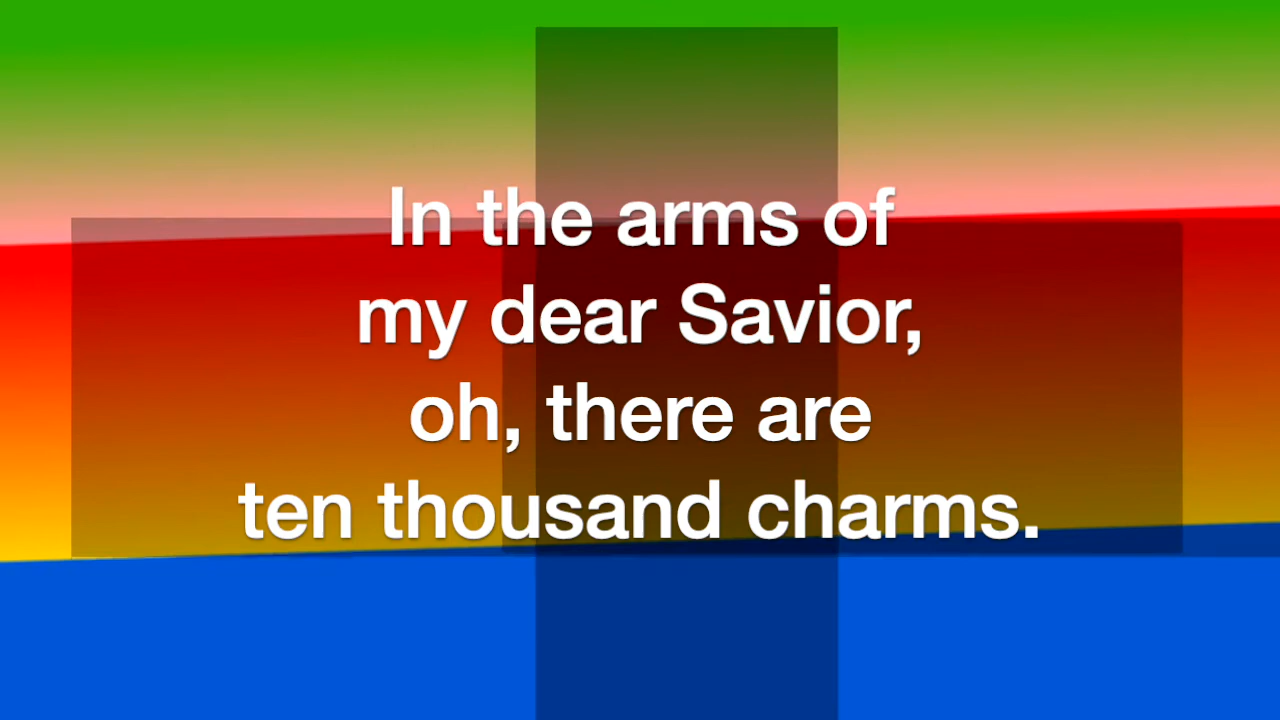 In the arms of
my dear Savior,
oh, there are
ten thousand charms.